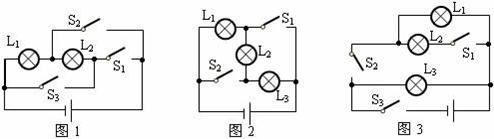 S₂
L₁ L₂ S₁
S₃
图1
L₁ S₁
L₂
S₂ L₃
图2
L₁
L₂ S₁
S₂
L₃
S₃
图3